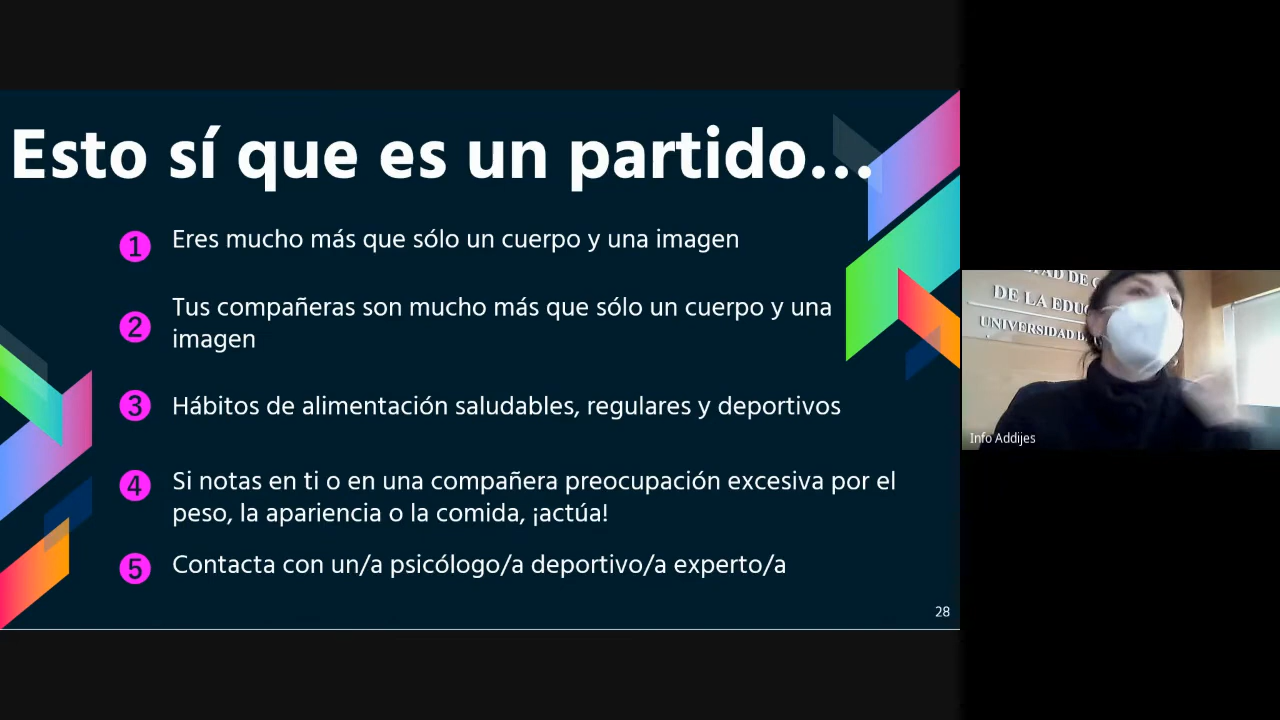 Esto sí que es un partido...
1 Eres mucho más que sólo un cuerpo y una imagen
2 Tus compañeras son mucho más que sólo un cuerpo y una
imagen
3 Hábitos de alimentación saludables, regulares y deportivos
4 Si notas en ti o en una compañera preocupación excesiva por el
peso, la apariencia o la comida, ¡actúa!
5 Contacta con un/a psicólogo/a deportivo/a experto/a
28
DE
DE LA
UNIVERSIDAD
Info Addijes